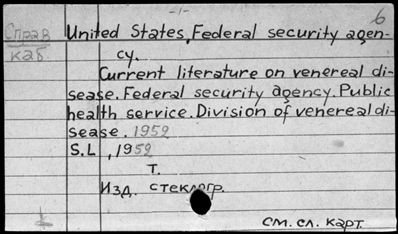 -1-
6
Справ
каб.
United States, Federal security agen-
cy.
Current literature on venereal di-
sease. Federal security agency. Public
health service. Division of venereal di-
sease. 1952
S.L, 1952
Т.
Изд. стеклогр.
см. сл. карт.